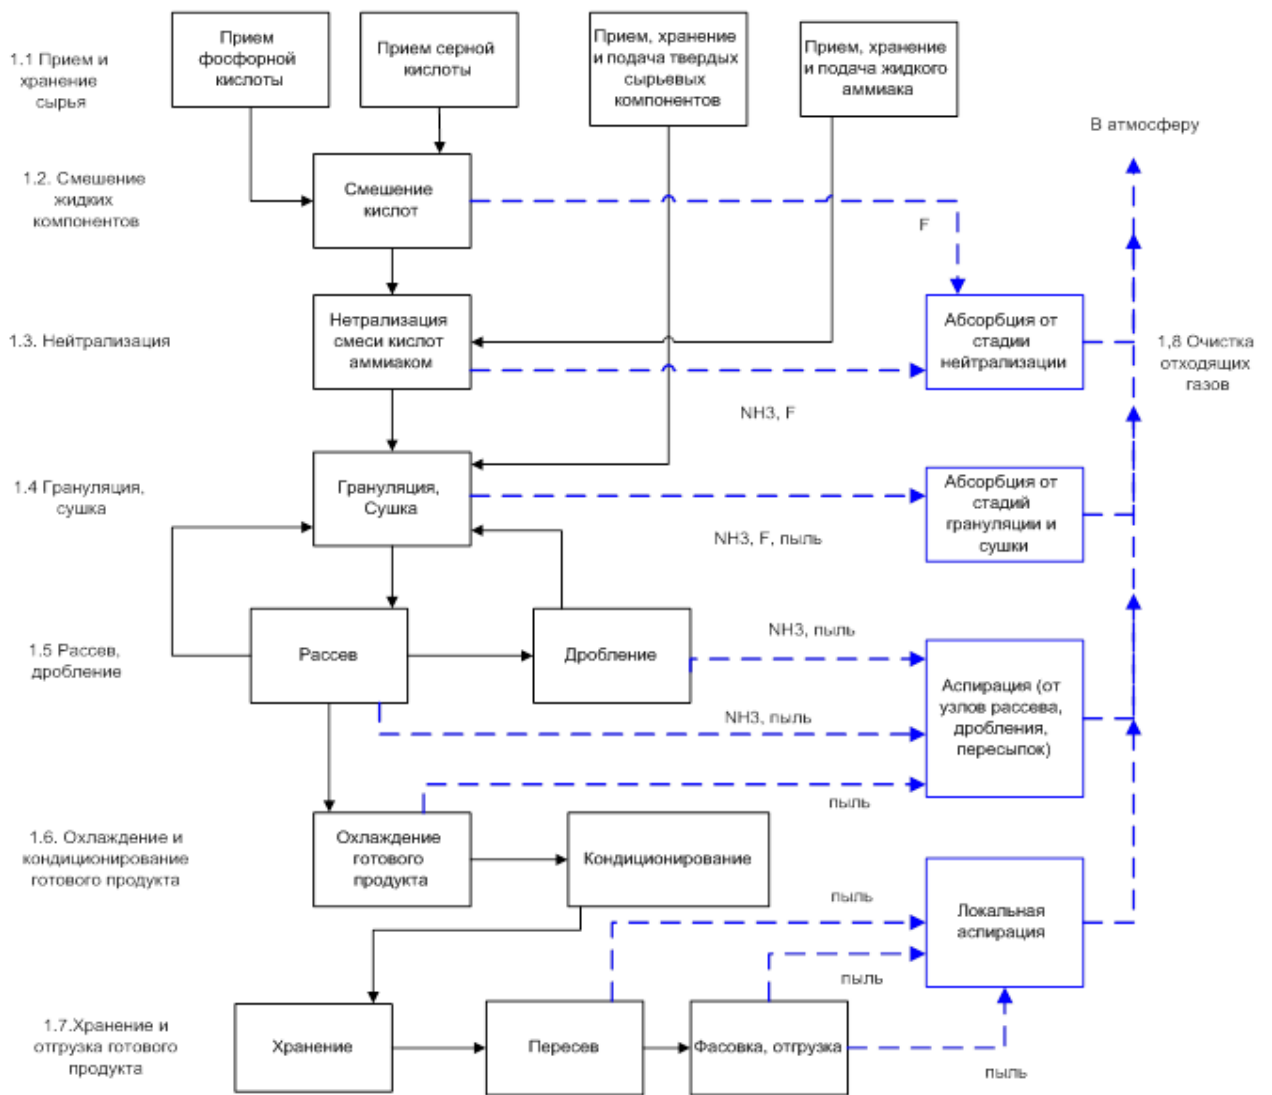 1.1 Прием и
хранение
сырья
Прием
фосфорной
кислоты
Прием серной
кислоты
Прием, хранение
и подача твердых
сырьевых
компонентов
Прием, хранение
и подача жидкого
аммиака
В атмосферу
1.2. Смешение
жидких
компонентов
Смешение
кислот
F
1.3. Нейтрализация
Нетрализация
смеси кислот
аммиаком
Абсорбция от
стадии
нейтрализации
1,8 Очистка
отходящих
газов
NH3, F
1.4 Грануляция,
сушка
Грануляция,
Сушка
Абсорбция от
стадий
грануляции и
сушки
NH3, F, пыль
1.5 Рассев,
дробление
Рассев
Дробление
NH3, пыль
NH3, пыль
Аспирация (от
узлов рассева,
дробления,
пересыпок)
пыль
1.6. Охлаждение и
кондиционирование
готового продукта
Охлаждение
готового
продукта
Кондиционирование
пыль
Локальная
аспирация
пыль
1.7.Хранение и
отгрузка готового
продукта
Хранение
Пересев
Фасовка, отгрузка
пыль